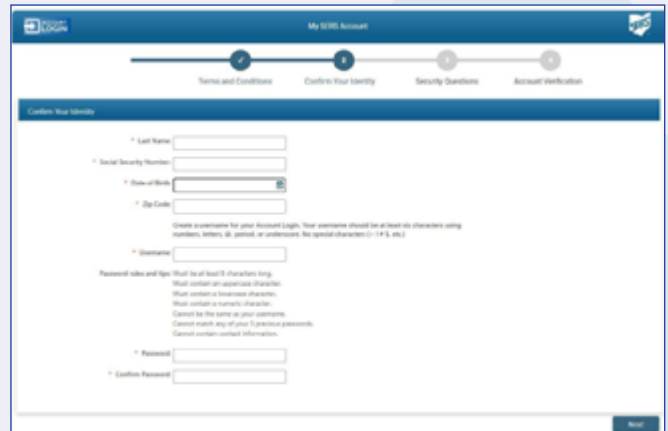 ACCOUNT LOGIN
My SERS Account
SERS
Terms and Conditions
Confirm Your Identity
Security Questions
Account Verification
Confirm Your Identity
* Last Name
* Social Security Number
* Date of Birth
* Zip Code
Create a username for your Account Login. Your username should be at least six characters using
numbers, letters, @, period, or underscore. No special characters (
# $, etc.)
* Username
Password rules and tips: Must be at least 8 characters long.
Must contain an uppercase character.
Must contain a lowercase character.
Must contain a numeric character.
Cannot be the same as your username.
Cannot match any of your 5 previous passwords.
Cannot contain contact information.
* Password
* Confirm Password
Next